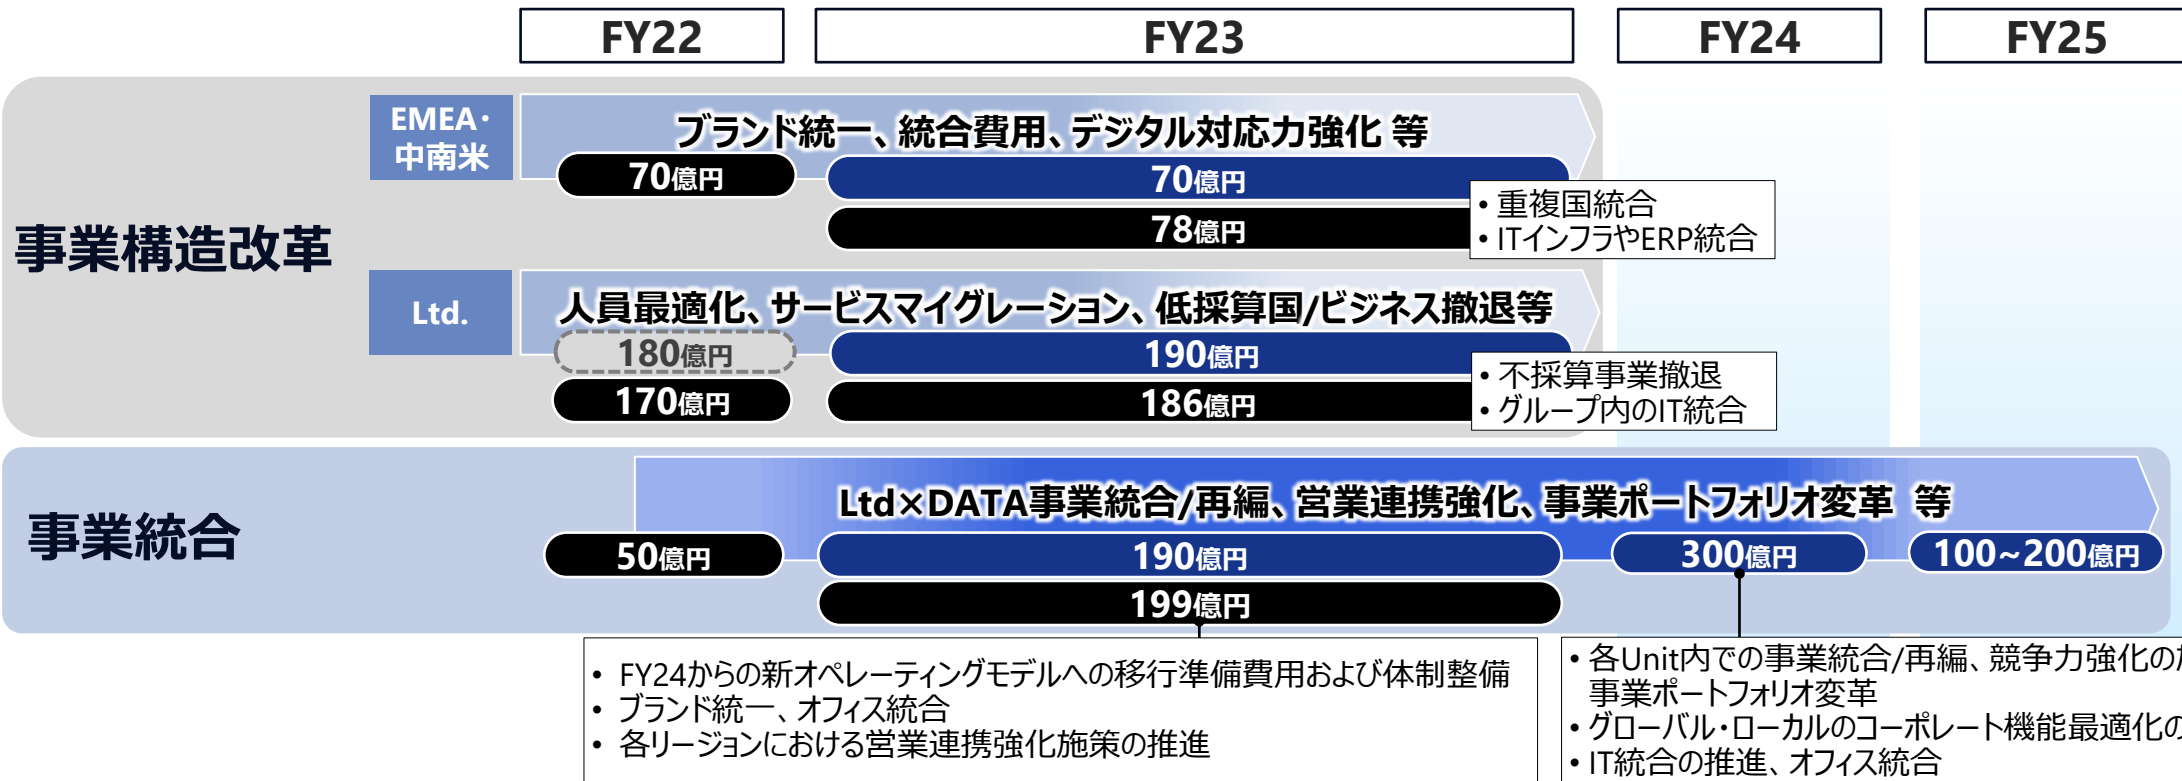 FY22
FY23
FY24
FY25
事業構造改革
EMEA・
中南米
ブランド統一、統合費用、デジタル対応力強化 等
70億円
70億円
78億円
• 重複国統合
• ITインフラやERP統合
Ltd.
人員最適化、サービスマイグレーション、低採算国/ビジネス撤退等
180億円
190億円
170億円
186億円
• 不採算事業撤退
• グループ内のIT統合
事業統合
Ltd×DATA事業統合/再編、営業連携強化、事業ポートフォリオ変革 等
50億円
190億円
300億円
100~200億円
199億円
• FY24からの新オペレーティングモデルへの移行準備費用および体制整備
• ブランド統一、オフィス統合
• 各リージョンにおける営業連携強化施策の推進
• 各Unit内での事業統合/再編、競争力強化の
事業ポートフォリオ変革
• グローバル・ローカルのコーポレート機能最適化の
• IT統合の推進、オフィス統合